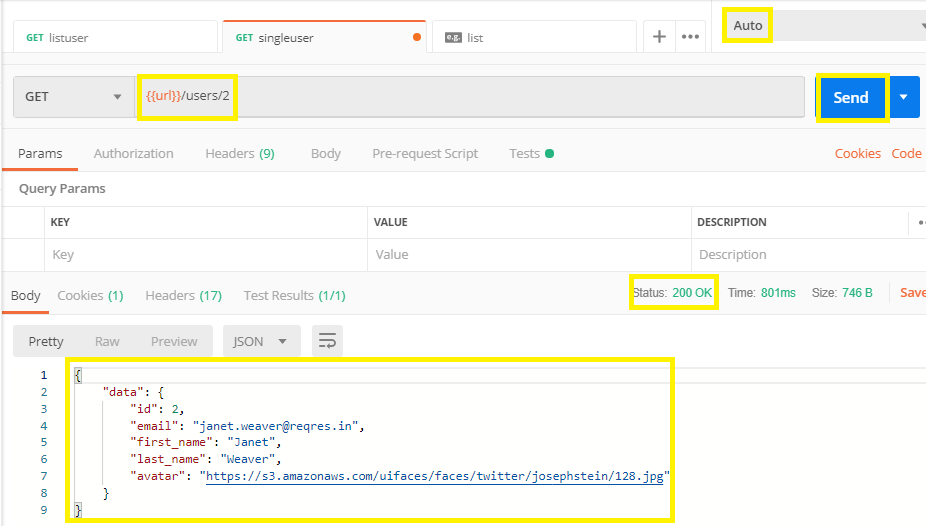 GET listuser GET singleuser e.g. list + ••• Auto
GET {{url}}/users/2 Send
Params Authorization Headers (9) Body Pre-request Script Tests Cookies Code
Query Params
KEY VALUE DESCRIPTION
Key Value Description
Body Cookies (1) Headers (17) Test Results (1/1) Status: 200 OK Time: 801ms Size: 746 B Save
Pretty Raw Preview JSON
1 {
2 "data": {
3 "id": 2,
4 "email": "janet.weaver@reqres.in",
5 "first_name": "Janet",
6 "last_name": "Weaver",
7 "avatar": "https://s3.amazonaws.com/uifaces/faces/twitter/josephstein/128.jpg"
8 }
9 }